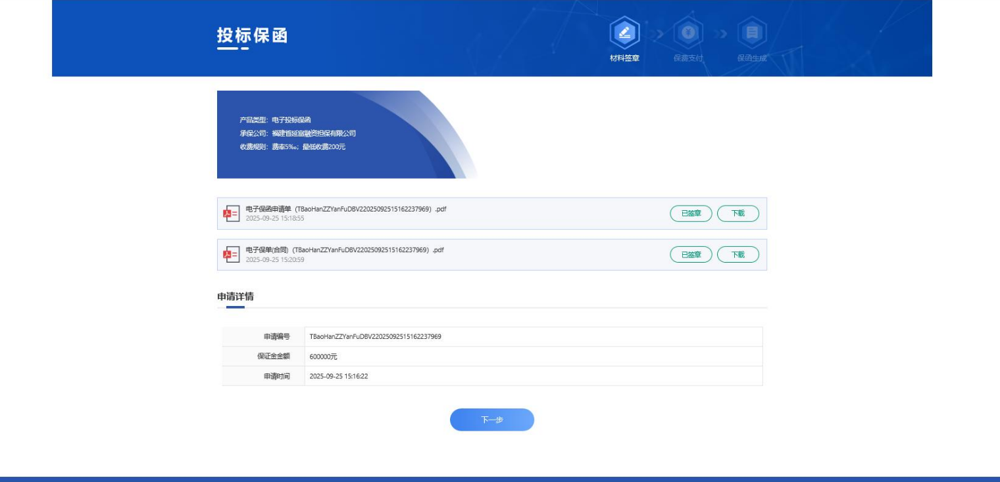 投标保函
材料签章
保费支付
保函生成
产品类型：电子投标保函
承保公司：福建省延富融资担保有限公司
收费规则：费率5‰；最低收费200元
电子保函申请单（TBaoHanZZYanFuDBV22025092515162237969）.pdf
2025-09-25 15:18:55
已签章
下载
电子保单(合同)（TBaoHanZZYanFuDBV22025092515162237969）.pdf
2025-09-25 15:20:59
已签章
下载
申请详情
申请编号 TBaoHanZZYanFuDBV22025092515162237969
保证金金额 600000元
申请时间 2025-09-25 15:16:22
下一步